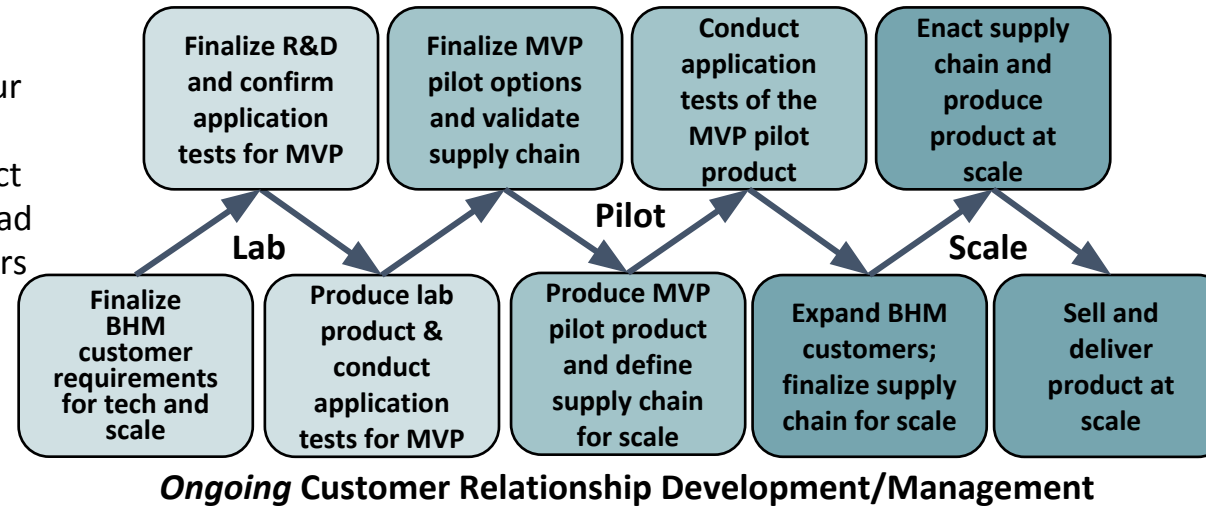 Finalize R&D
and confirm
application
tests for MVP
Finalize MVP
pilot options
and validate
supply chain
Conduct
application
tests of the
MVP pilot
product
Enact supply
chain and
produce
product at
scale
Lab
Pilot
Scale
Finalize
BHM
customer
requirements
for tech and
scale
Produce lab
product &
conduct
application
tests for MVP
Produce MVP
pilot product
and define
supply chain
for scale
Expand BHM
customers;
finalize supply
chain for scale
Sell and
deliver
product at
scale
Ongoing Customer Relationship Development/Management